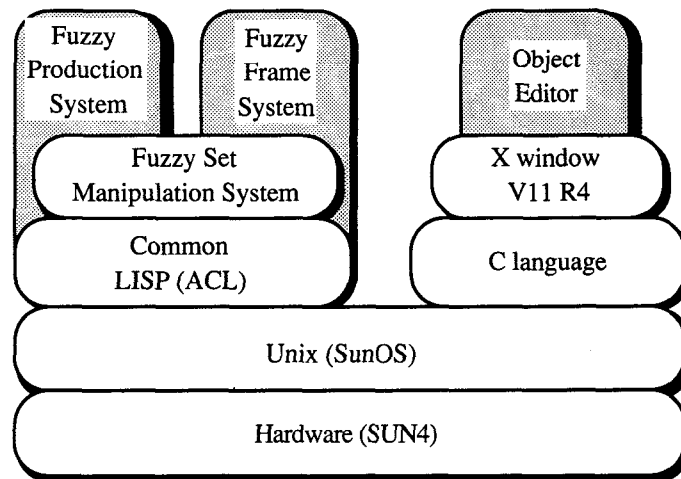 Fuzzy
Production
System
Fuzzy
Frame
System
Object
Editor
Fuzzy Set
Manipulation System
X window
V11 R4
Common
LISP (ACL)
C language
Unix (SunOS)
Hardware (SUN4)